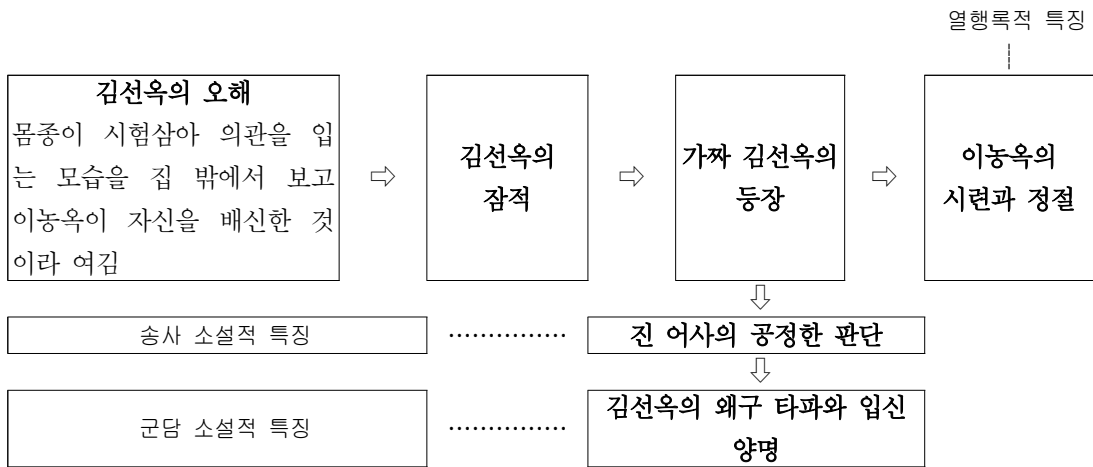 열행록적 특징
김선옥의 오해
몸종이 시험삼아 의관을 입
는 모습을 집 밖에서 보고
이농옥이 자신을 배신한 것
이라 여김
⇨
김선옥의
잠적
⇨
가짜 김선옥의
등장
⇨
이농옥의
시련과 정절
⇩
송사 소설적 특징
……………
진 어사의 공정한 판단
⇩
군담 소설적 특징
……………
김선옥의 왜구 타파와 입신
양명